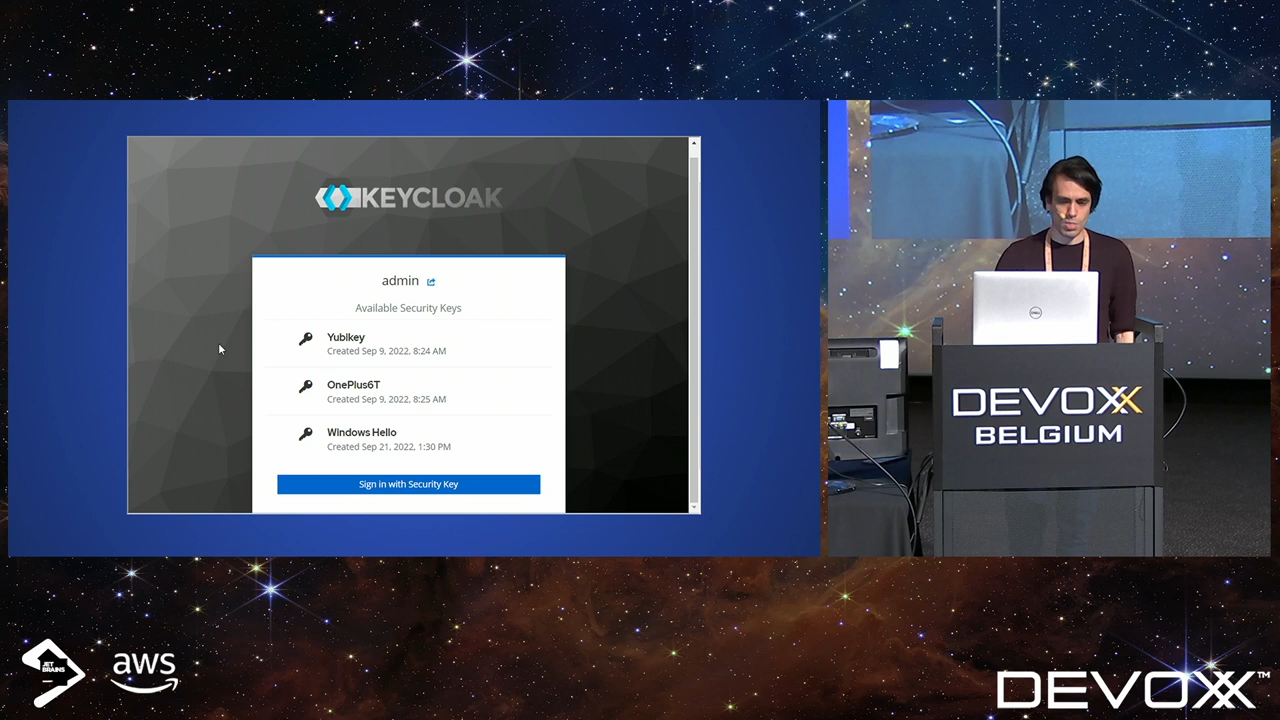 KEYCLOAK
admin
Available Security Keys
Yubikey
Created Sep 9, 2022, 8:24 AM
OnePlus6T
Created Sep 9, 2022, 8:25 AM
Windows Hello
Created Sep 21, 2022, 1:30 PM
Sign in with Security Key
DELL
DEVOXX
BELGIUM
JET
BRAINS
aws
DEVOXX™